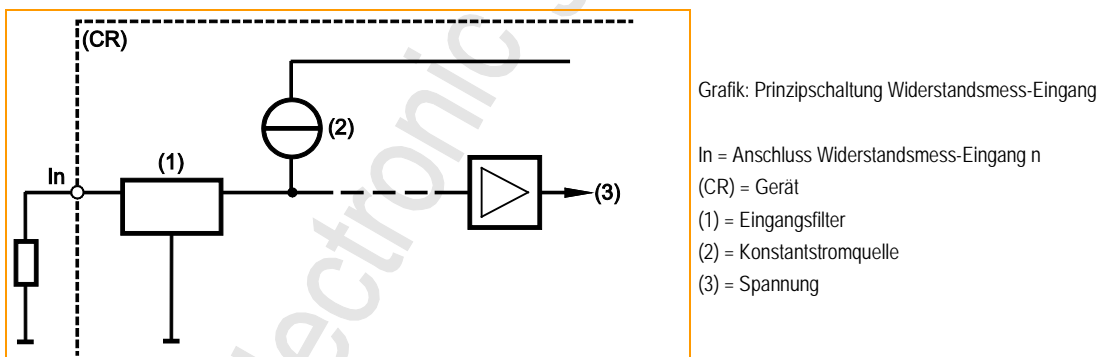 (CR)
In
(1)
(2)
(3)
Grafik: Prinzipschaltung Widerstandsmess-Eingang
In = Anschluss Widerstandsmess-Eingang n
(CR) = Gerät
(1) = Eingangsfilter
(2) = Konstantstromquelle
(3) = Spannung
electronic